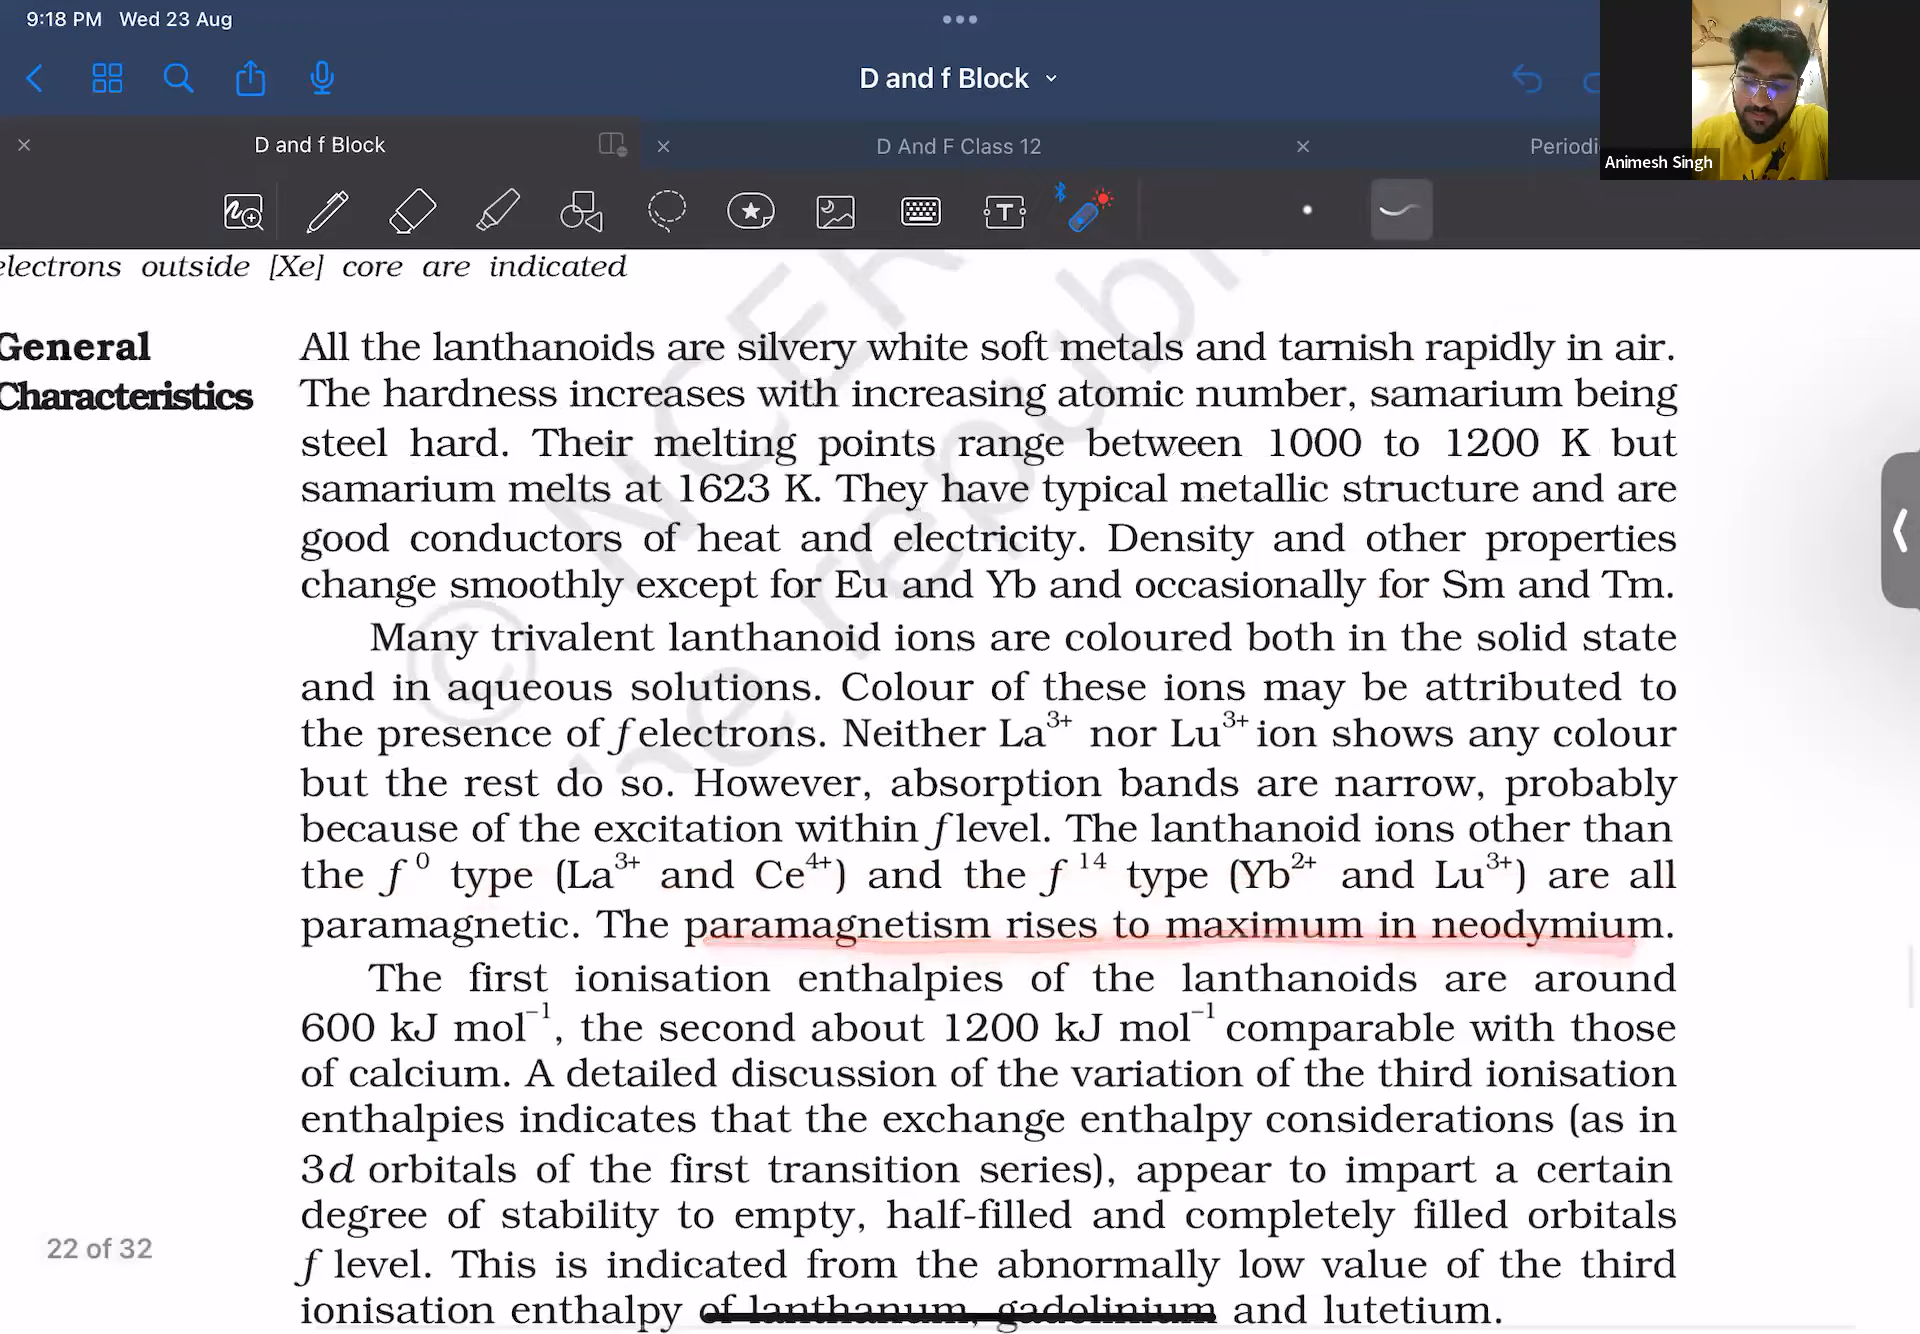 9:18 PM Wed 23 Aug
D and f Block
Animesh Singh
D and f Block
D And F Class 12
Periodi
electrons outside [Xe] core are indicated
General
Characteristics
All the lanthanoids are silvery white soft metals and tarnish rapidly in air.
The hardness increases with increasing atomic number, samarium being
steel hard. Their melting points range between 1000 to 1200 K but
samarium melts at 1623 K. They have typical metallic structure and are
good conductors of heat and electricity. Density and other properties
change smoothly except for Eu and Yb and occasionally for Sm and Tm.
Many trivalent lanthanoid ions are coloured both in the solid state
and in aqueous solutions. Colour of these ions may be attributed to
the presence of f electrons. Neither La³⁺ nor Lu³⁺ ion shows any colour
but the rest do so. However, absorption bands are narrow, probably
because of the excitation within f level. The lanthanoid ions other than
the f⁰ type (La³⁺ and Ce⁴⁺) and the f¹⁴ type (Yb²⁺ and Lu³⁺) are all
paramagnetic. The paramagnetism rises to maximum in neodymium.
The first ionisation enthalpies of the lanthanoids are around
600 kJ mol⁻¹, the second about 1200 kJ mol⁻¹ comparable with those
of calcium. A detailed discussion of the variation of the third ionisation
enthalpies indicates that the exchange enthalpy considerations (as in
3d orbitals of the first transition series), appear to impart a certain
degree of stability to empty, half-filled and completely filled orbitals
f level. This is indicated from the abnormally low value of the third
ionisation enthalpy of lanthanum, gadolinium and lutetium.
22 of 32
© NCERT
he republ